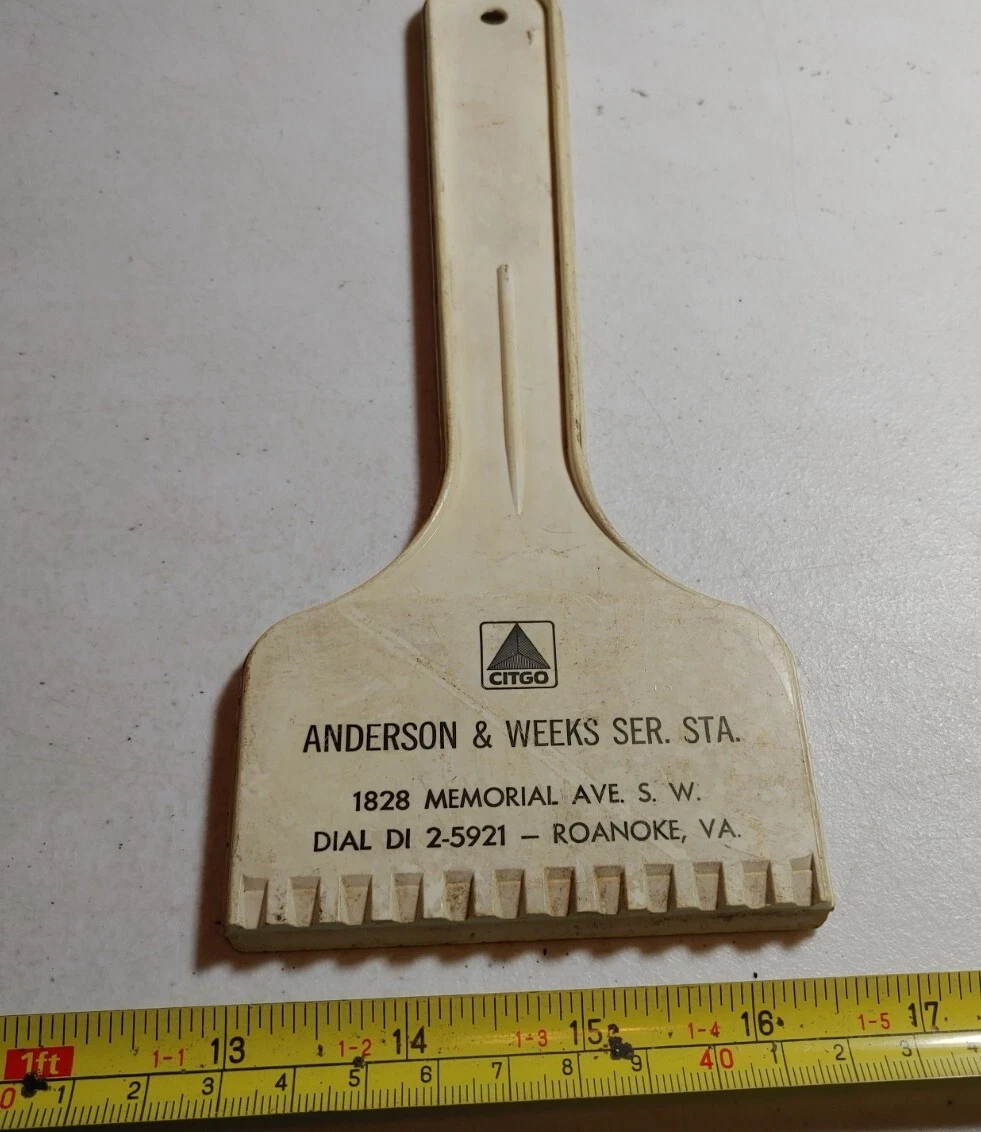 CITGO
ANDERSON & WEEKS SER. STA.
1828 MEMORIAL AVE. S. W.
DIAL DI 2-5921 — ROANOKE, VA.
1ft 1-1 13 1-2 14 1-3 15 1-4 16 1-5 17
0 1 2 3 4 5 6 7 8 9 40 1 2 3 4